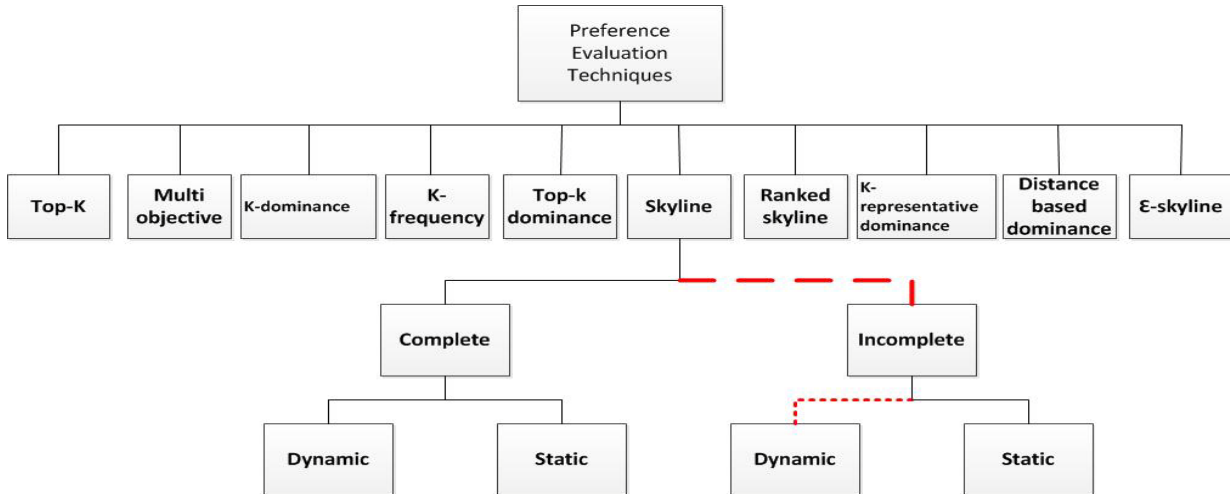 Preference
Evaluation
Techniques
Top-K
Multi
objective
K-dominance
K-
frequency
Top-k
dominance
Skyline
Ranked
skyline
K-
representative
dominance
Distance
based
dominance
Ɛ-skyline
Complete
Incomplete
Dynamic
Static
Dynamic
Static